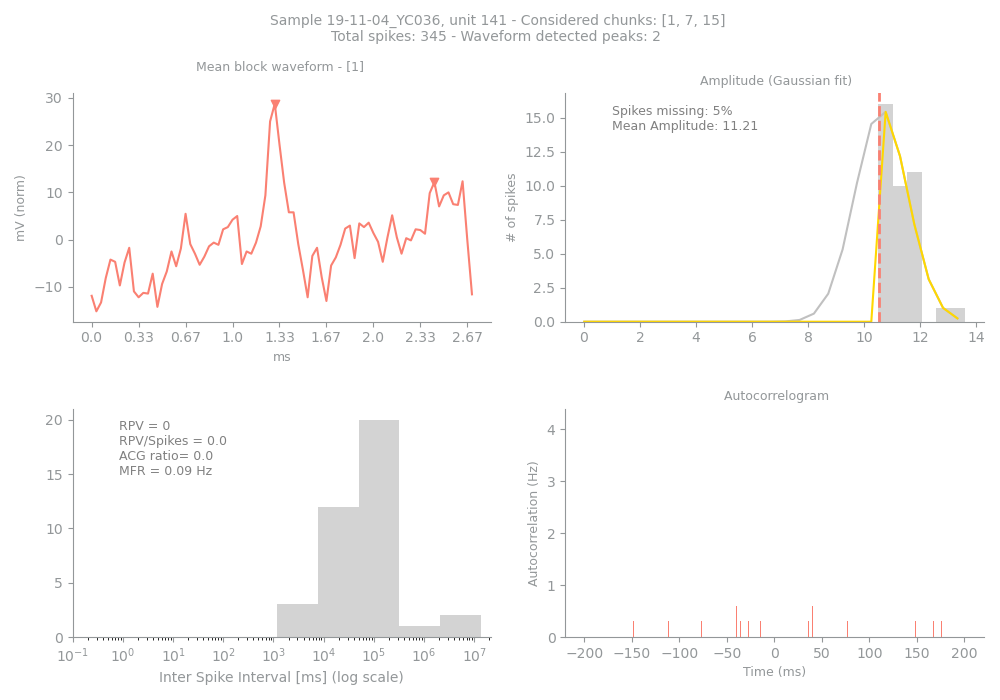 Sample 19-11-04_YC036, unit 141 - Considered chunks: [1, 7, 15]
Total spikes: 345 - Waveform detected peaks: 2
Mean block waveform - [1]
30
20
10
0
−10
mV (norm)
0.0 0.33 0.67 1.0 1.33 1.67 2.0 2.33 2.67
ms
Amplitude (Gaussian fit)
Spikes missing: 5%
Mean Amplitude: 11.21
15.0
12.5
10.0
7.5
5.0
2.5
0.0
# of spikes
0 2 4 6 8 10 12 14
RPV = 0
RPV/Spikes = 0.0
ACG ratio= 0.0
MFR = 0.09 Hz
20
15
10
5
0
10⁻¹ 10⁰ 10¹ 10² 10³ 10⁴ 10⁵ 10⁶ 10⁷
Inter Spike Interval [ms] (log scale)
Autocorrelogram
4
3
2
1
0
Autocorrelation (Hz)
−200 −150 −100 −50 0 50 100 150 200
Time (ms)